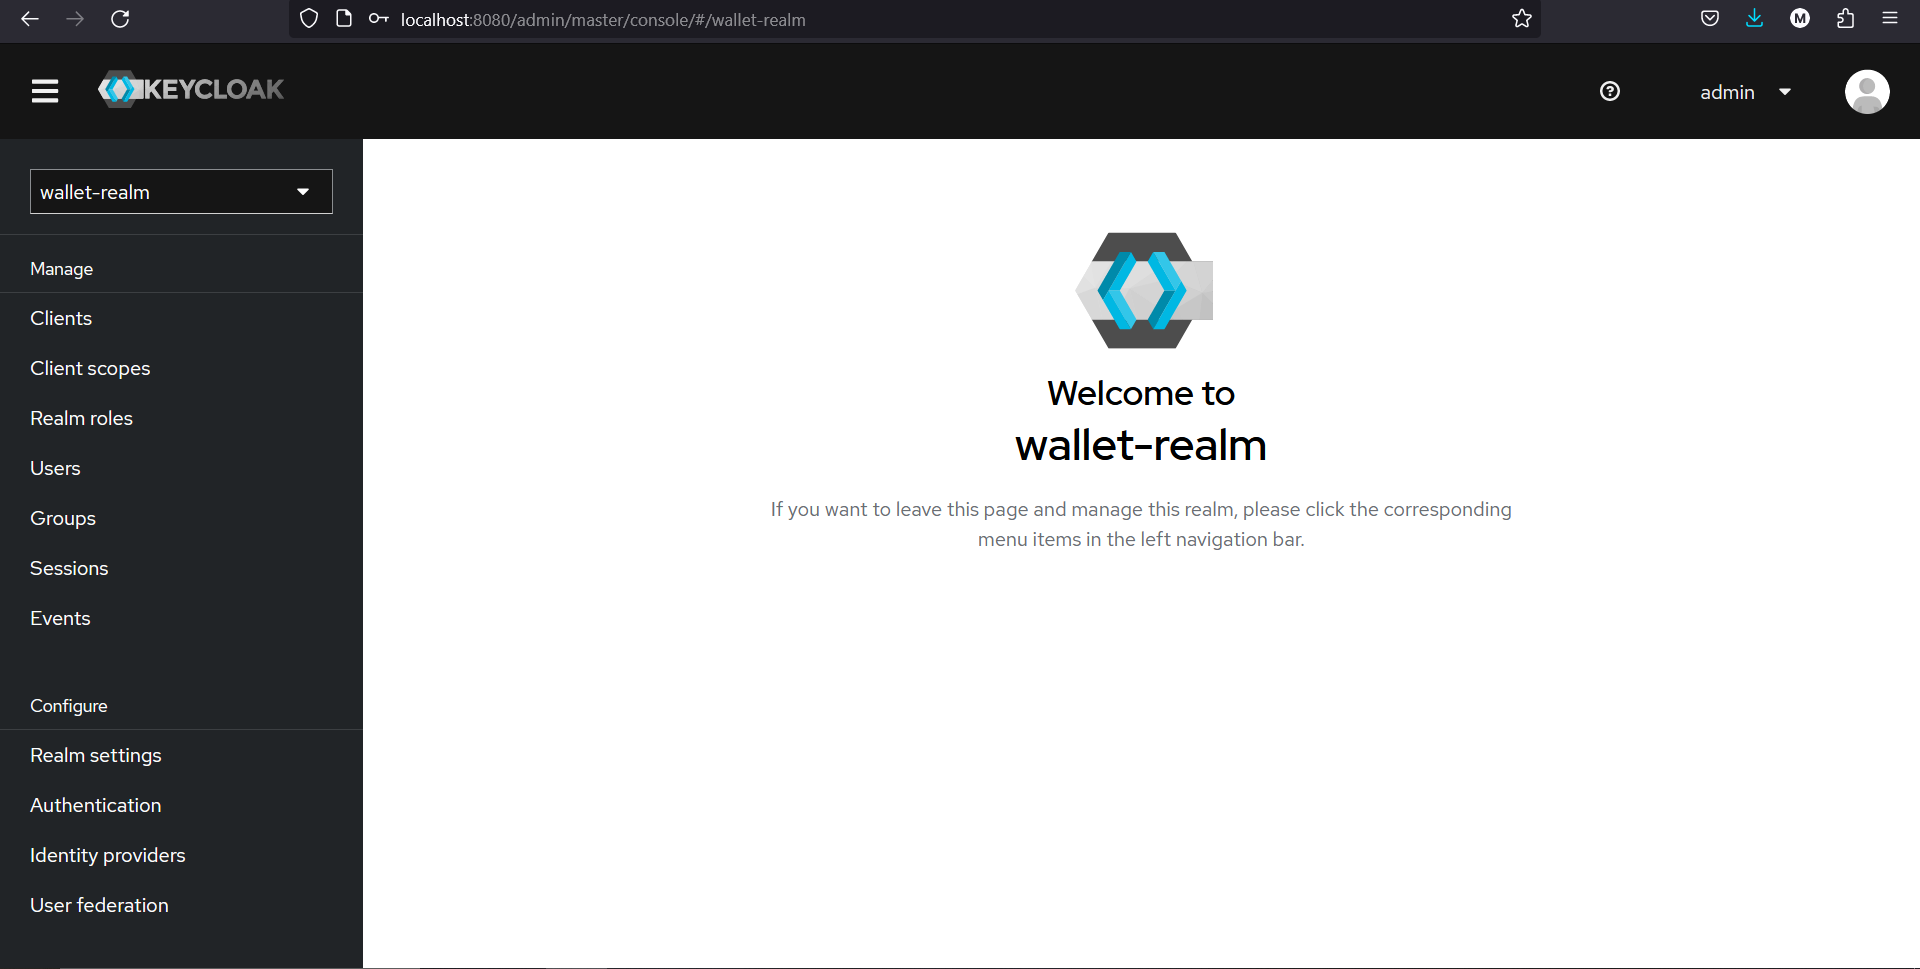 localhost:8080/admin/master/console/#/wallet-realm
M
KEYCLOAK
admin
wallet-realm
Manage
Clients
Client scopes
Realm roles
Users
Groups
Sessions
Events
Configure
Realm settings
Authentication
Identity providers
User federation
Welcome to
wallet-realm
If you want to leave this page and manage this realm, please click the corresponding
menu items in the left navigation bar.